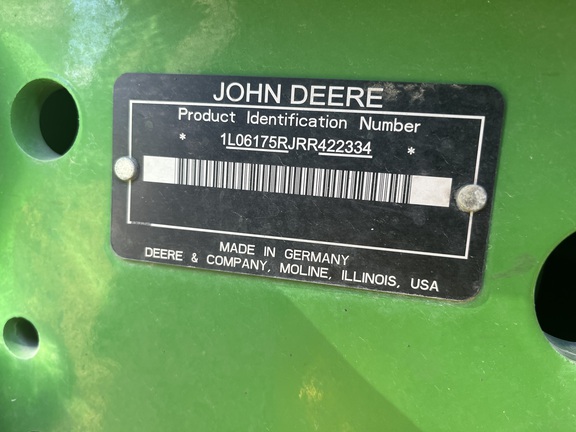 JOHN DEERE
Product Identification Number
* 1L06175RJRR422334 *
MADE IN GERMANY
DEERE & COMPANY, MOLINE, ILLINOIS, USA